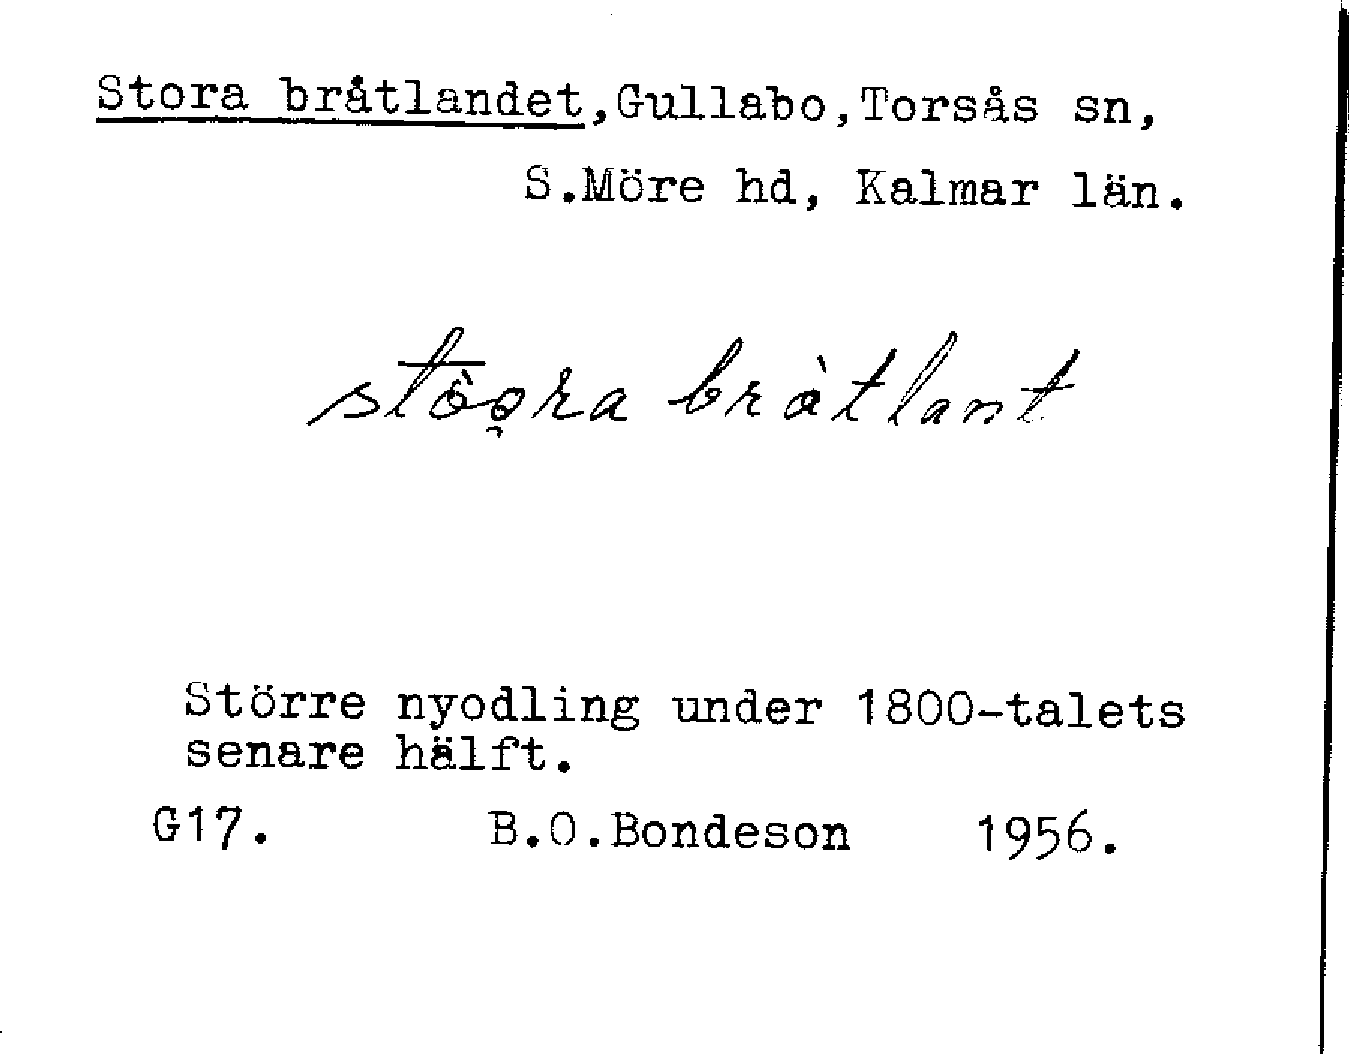 Stora bråtlandet,Gullabo,Torsås sn,
S.Möre hd, Kalmar län.
bråtlant
Större nyodling under 1800-talets
senare hälft.
G17. B.O.Bondeson 1956.